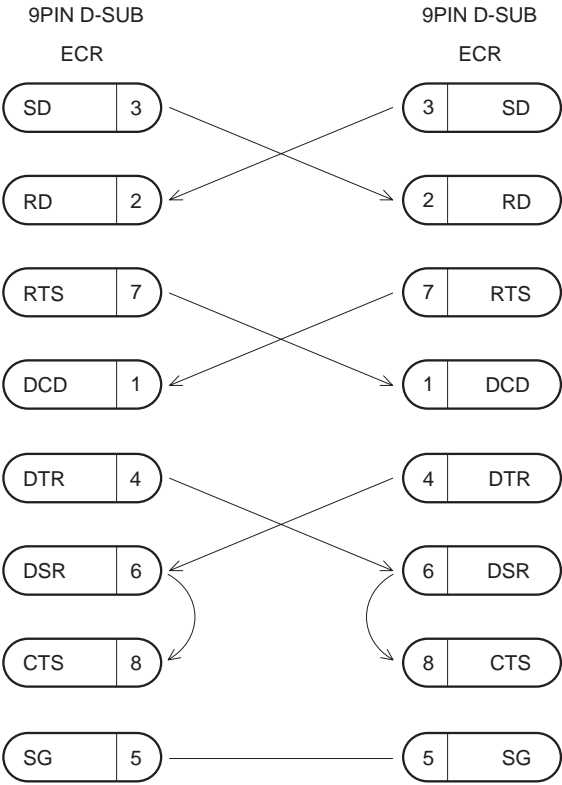 9PIN D-SUB 9PIN D-SUB
ECR ECR
SD 3 3 SD
RD 2 2 RD
RTS 7 7 RTS
DCD 1 1 DCD
DTR 4 4 DTR
DSR 6 6 DSR
CTS 8 8 CTS
SG 5 5 SG